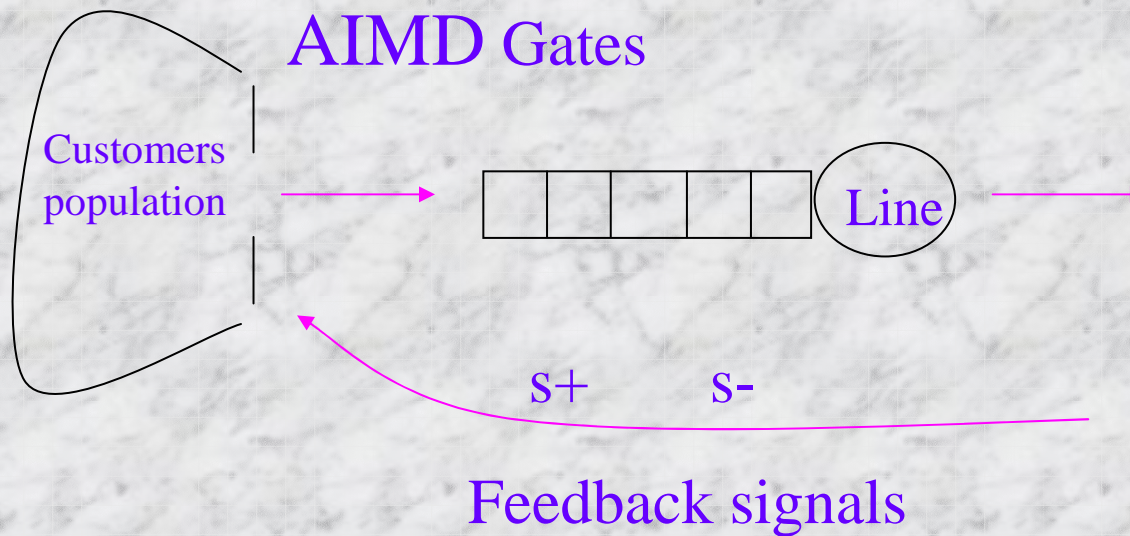 AIMD Gates
Customers
population
Line
s+ s-
Feedback signals